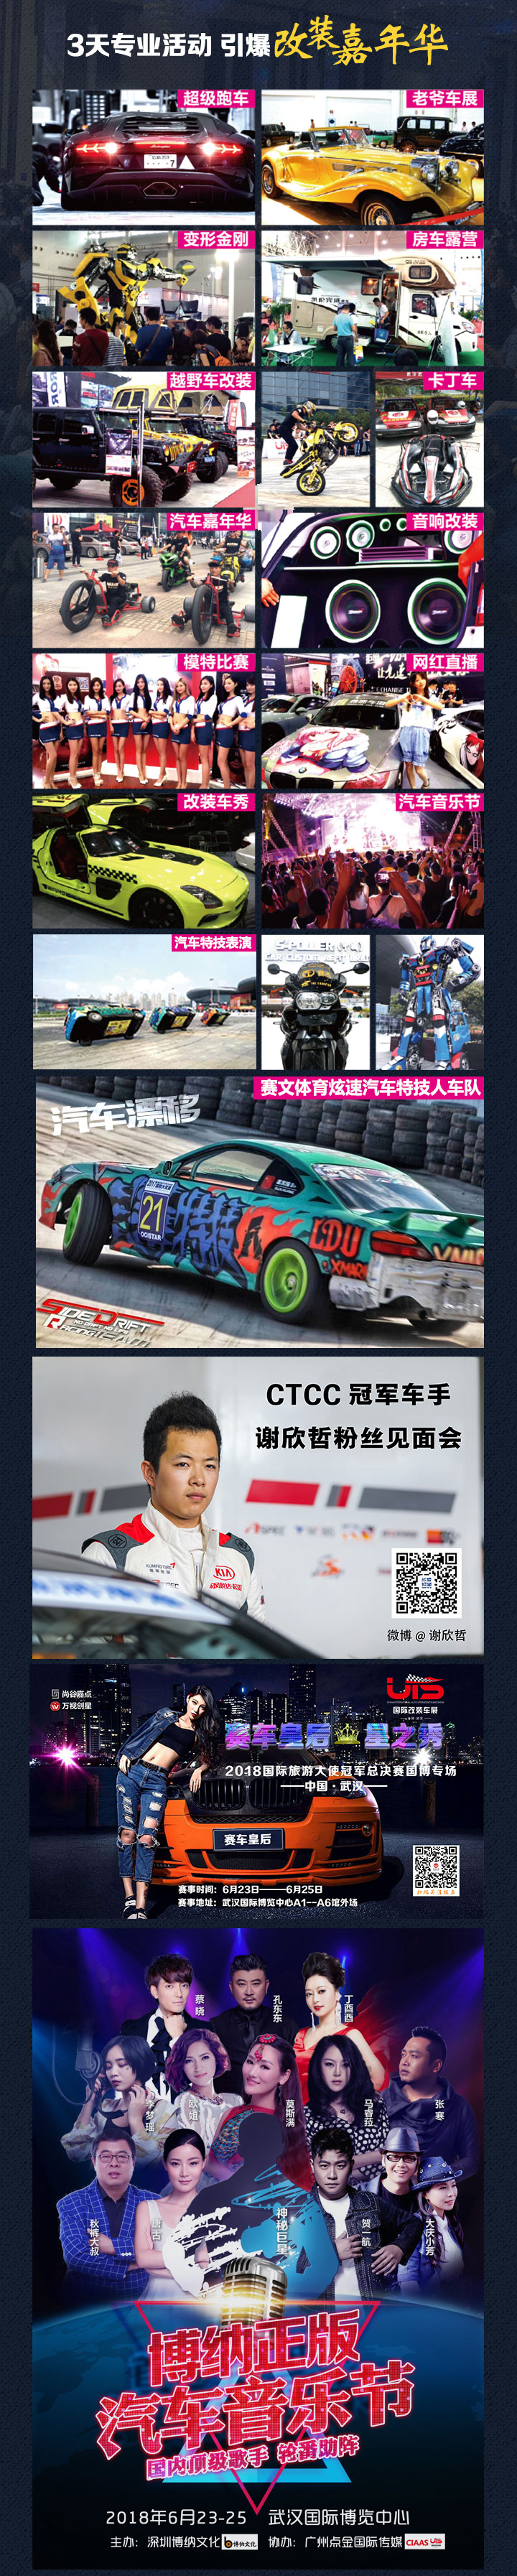 3天专业活动 引爆改装嘉年华
超级跑车
老爷车展
变形金刚
房车露营
越野车改装
卡丁车
汽车嘉年华
音响改装
模特比赛
网红直播
改装车秀
汽车音乐节
汽车特技表演
赛文体育炫速汽车特技人车队
汽车漂移
21
LDU
CTCC 冠军车手
谢欣哲粉丝见面会
KIA
微博 @ 谢欣哲
尚谷嘉点
万视创星
UIS
国际改装车展
赛车皇后 星之秀
2018国际旅游大使冠军总决赛国博专场
——中国·武汉——
赛车皇后
赛事时间：6月23日——6月25日
赛事地址：武汉国际博览中心A1--A6馆外场
蔡晓
孔东东
丁酉酉
李梦瑶
欧姐
莫斯满
马睿菈
张寒
秋裤大叔
唐古
神秘巨星
贺一航
大庆小芳
博纳正版
汽车音乐节
国内顶级歌手 轮番助阵
2018年6月23-25 武汉国际博览中心
主办：深圳博纳文化 博纳文化 协办：广州点金国际传媒 CIAAS UIS